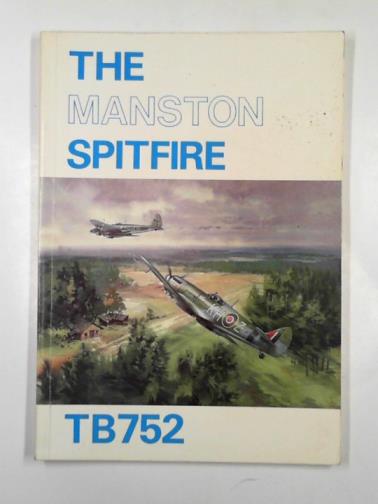 THE
MANSTON
SPITFIRE
TB752